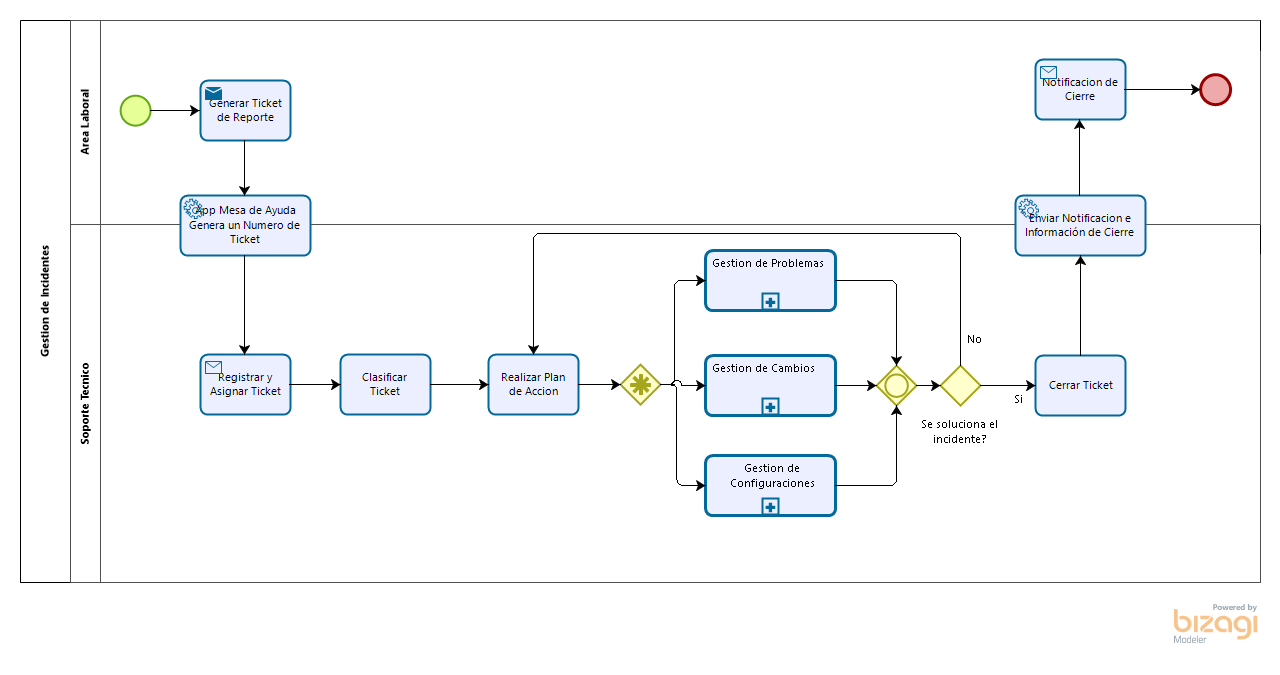 Gestion de Incidentes
Area Laboral
Generar Ticket
de Reporte
Notificacion de
Cierre
App Mesa de Ayuda
Genera un Numero de
Ticket
Enviar Notificacion e
Información de Cierre
Soporte Tecnico
Registrar y
Asignar Ticket
Clasificar
Ticket
Realizar Plan
de Accion
Gestion de Problemas
Gestion de Cambios
Gestion de
Configuraciones
No
Si
Se soluciona el
incidente?
Cerrar Ticket
Powered by
bizagi
Modeler